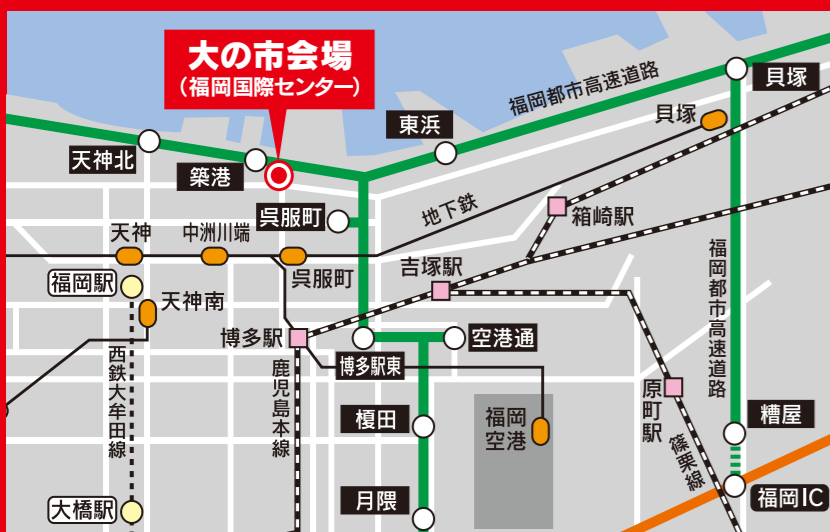 大の市会場
(福岡国際センター)
福岡都市高速道路
貝塚
貝塚
東浜
天神北
築港
呉服町
地下鉄
箱崎駅
天神
中洲川端
呉服町
吉塚駅
福岡駅
天神南
福岡都市高速道路
博多駅
空港通
博多駅東
西鉄大牟田線
鹿児島本線
榎田
福岡
空港
原町駅
糟屋
篠栗線
月隈
福岡IC
大橋駅